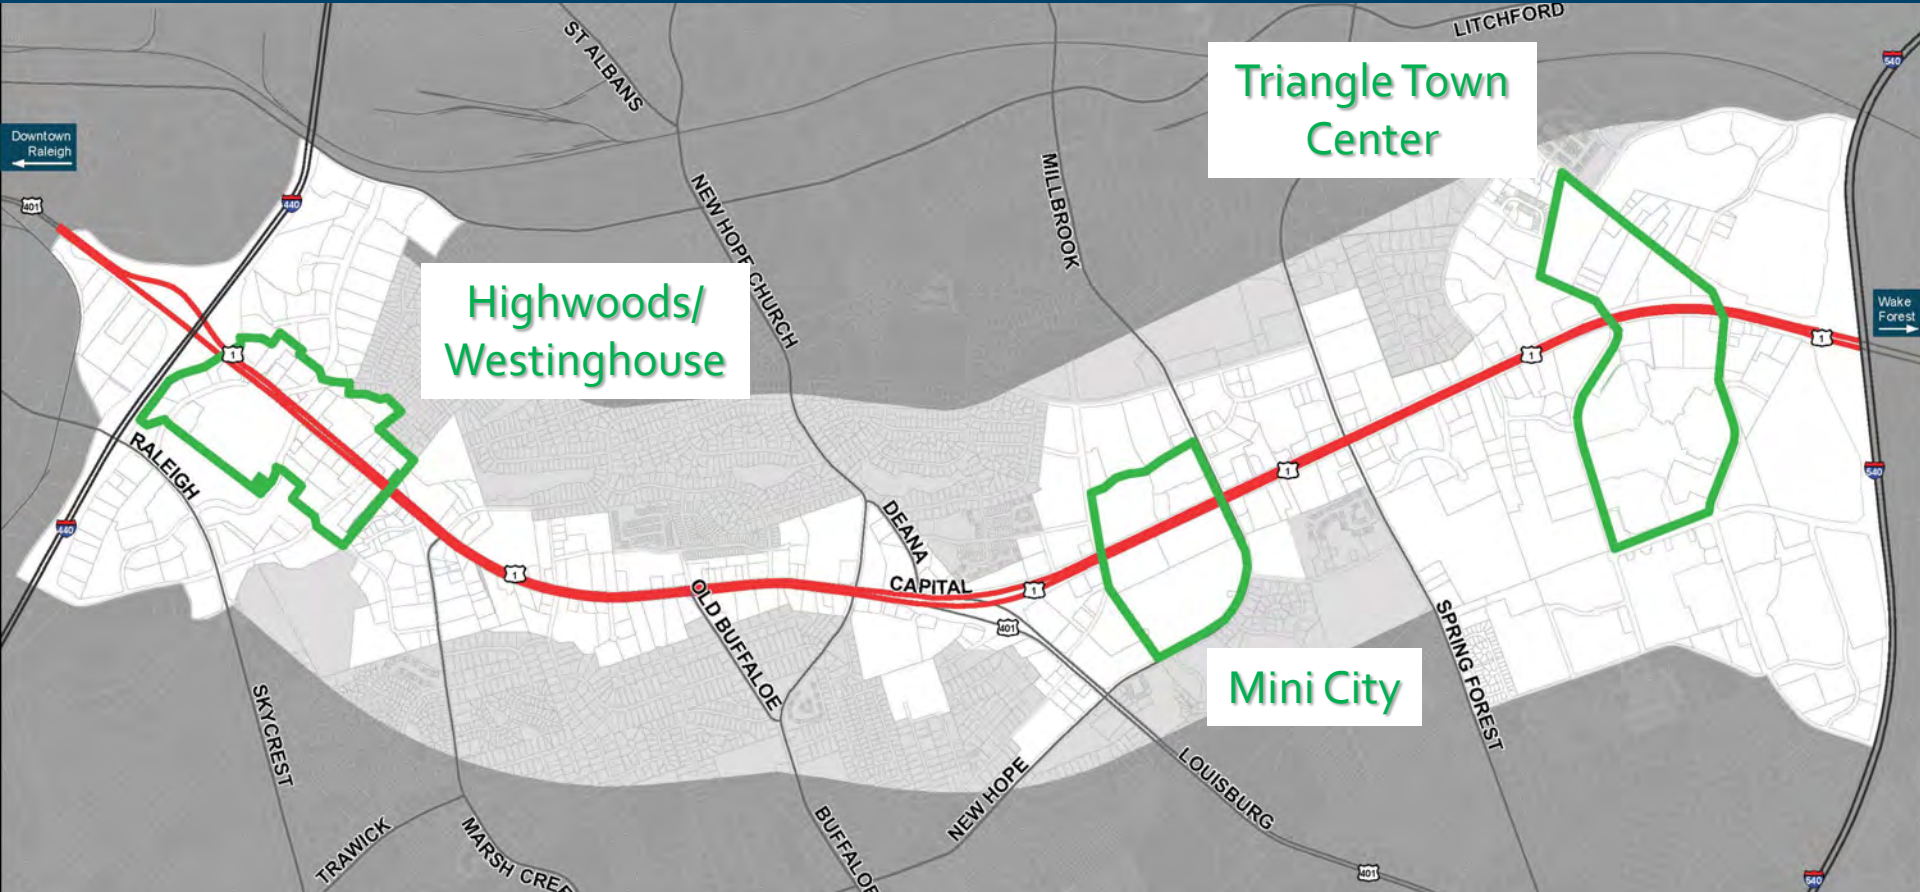 LITCHFORD
ST ALBANS
540
Triangle Town
Center
Downtown
Raleigh
MILLBROOK
NEW HOPE CHURCH
401
440
Highwoods/
Westinghouse
Wake
Forest
1
1
1
1
RALEIGH
540
440
DEANA
1
CAPITAL
1
OLD BUFFALOE
401
SPRING FOREST
Mini City
SKYCREST
NEW HOPE
LOUISBURG
TRAWICK
MARSH CREE
BUFFALOE
401
540